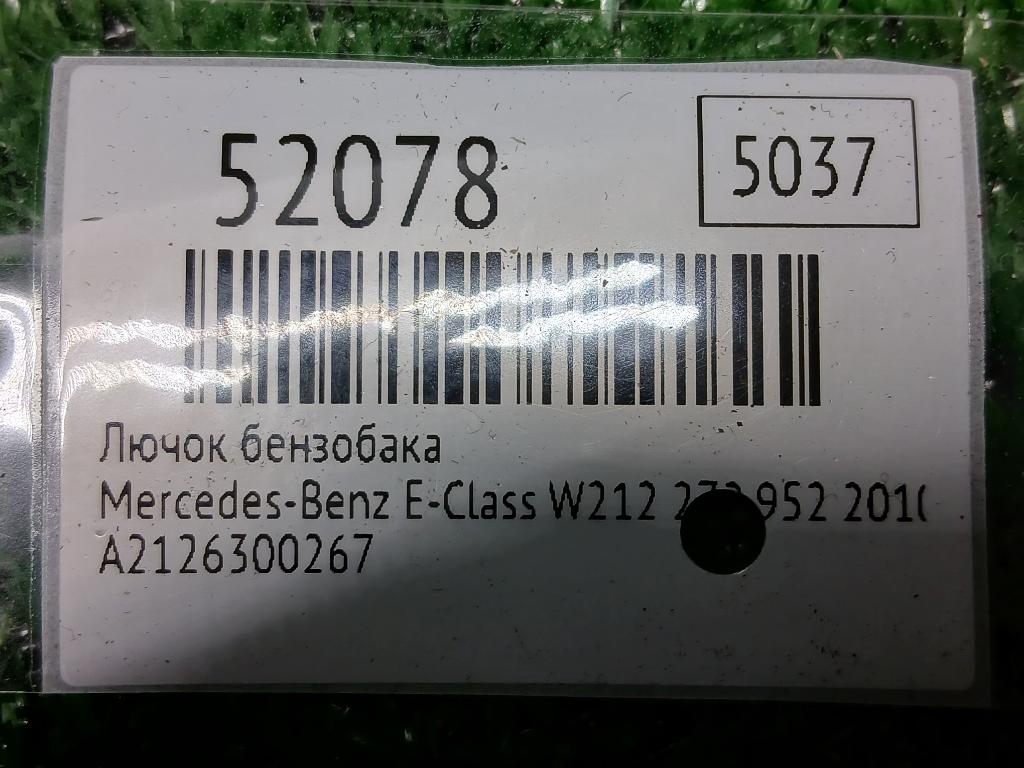 52078
5037
Лючок бензобака
Mercedes-Benz E-Class W212 952
A2126300267